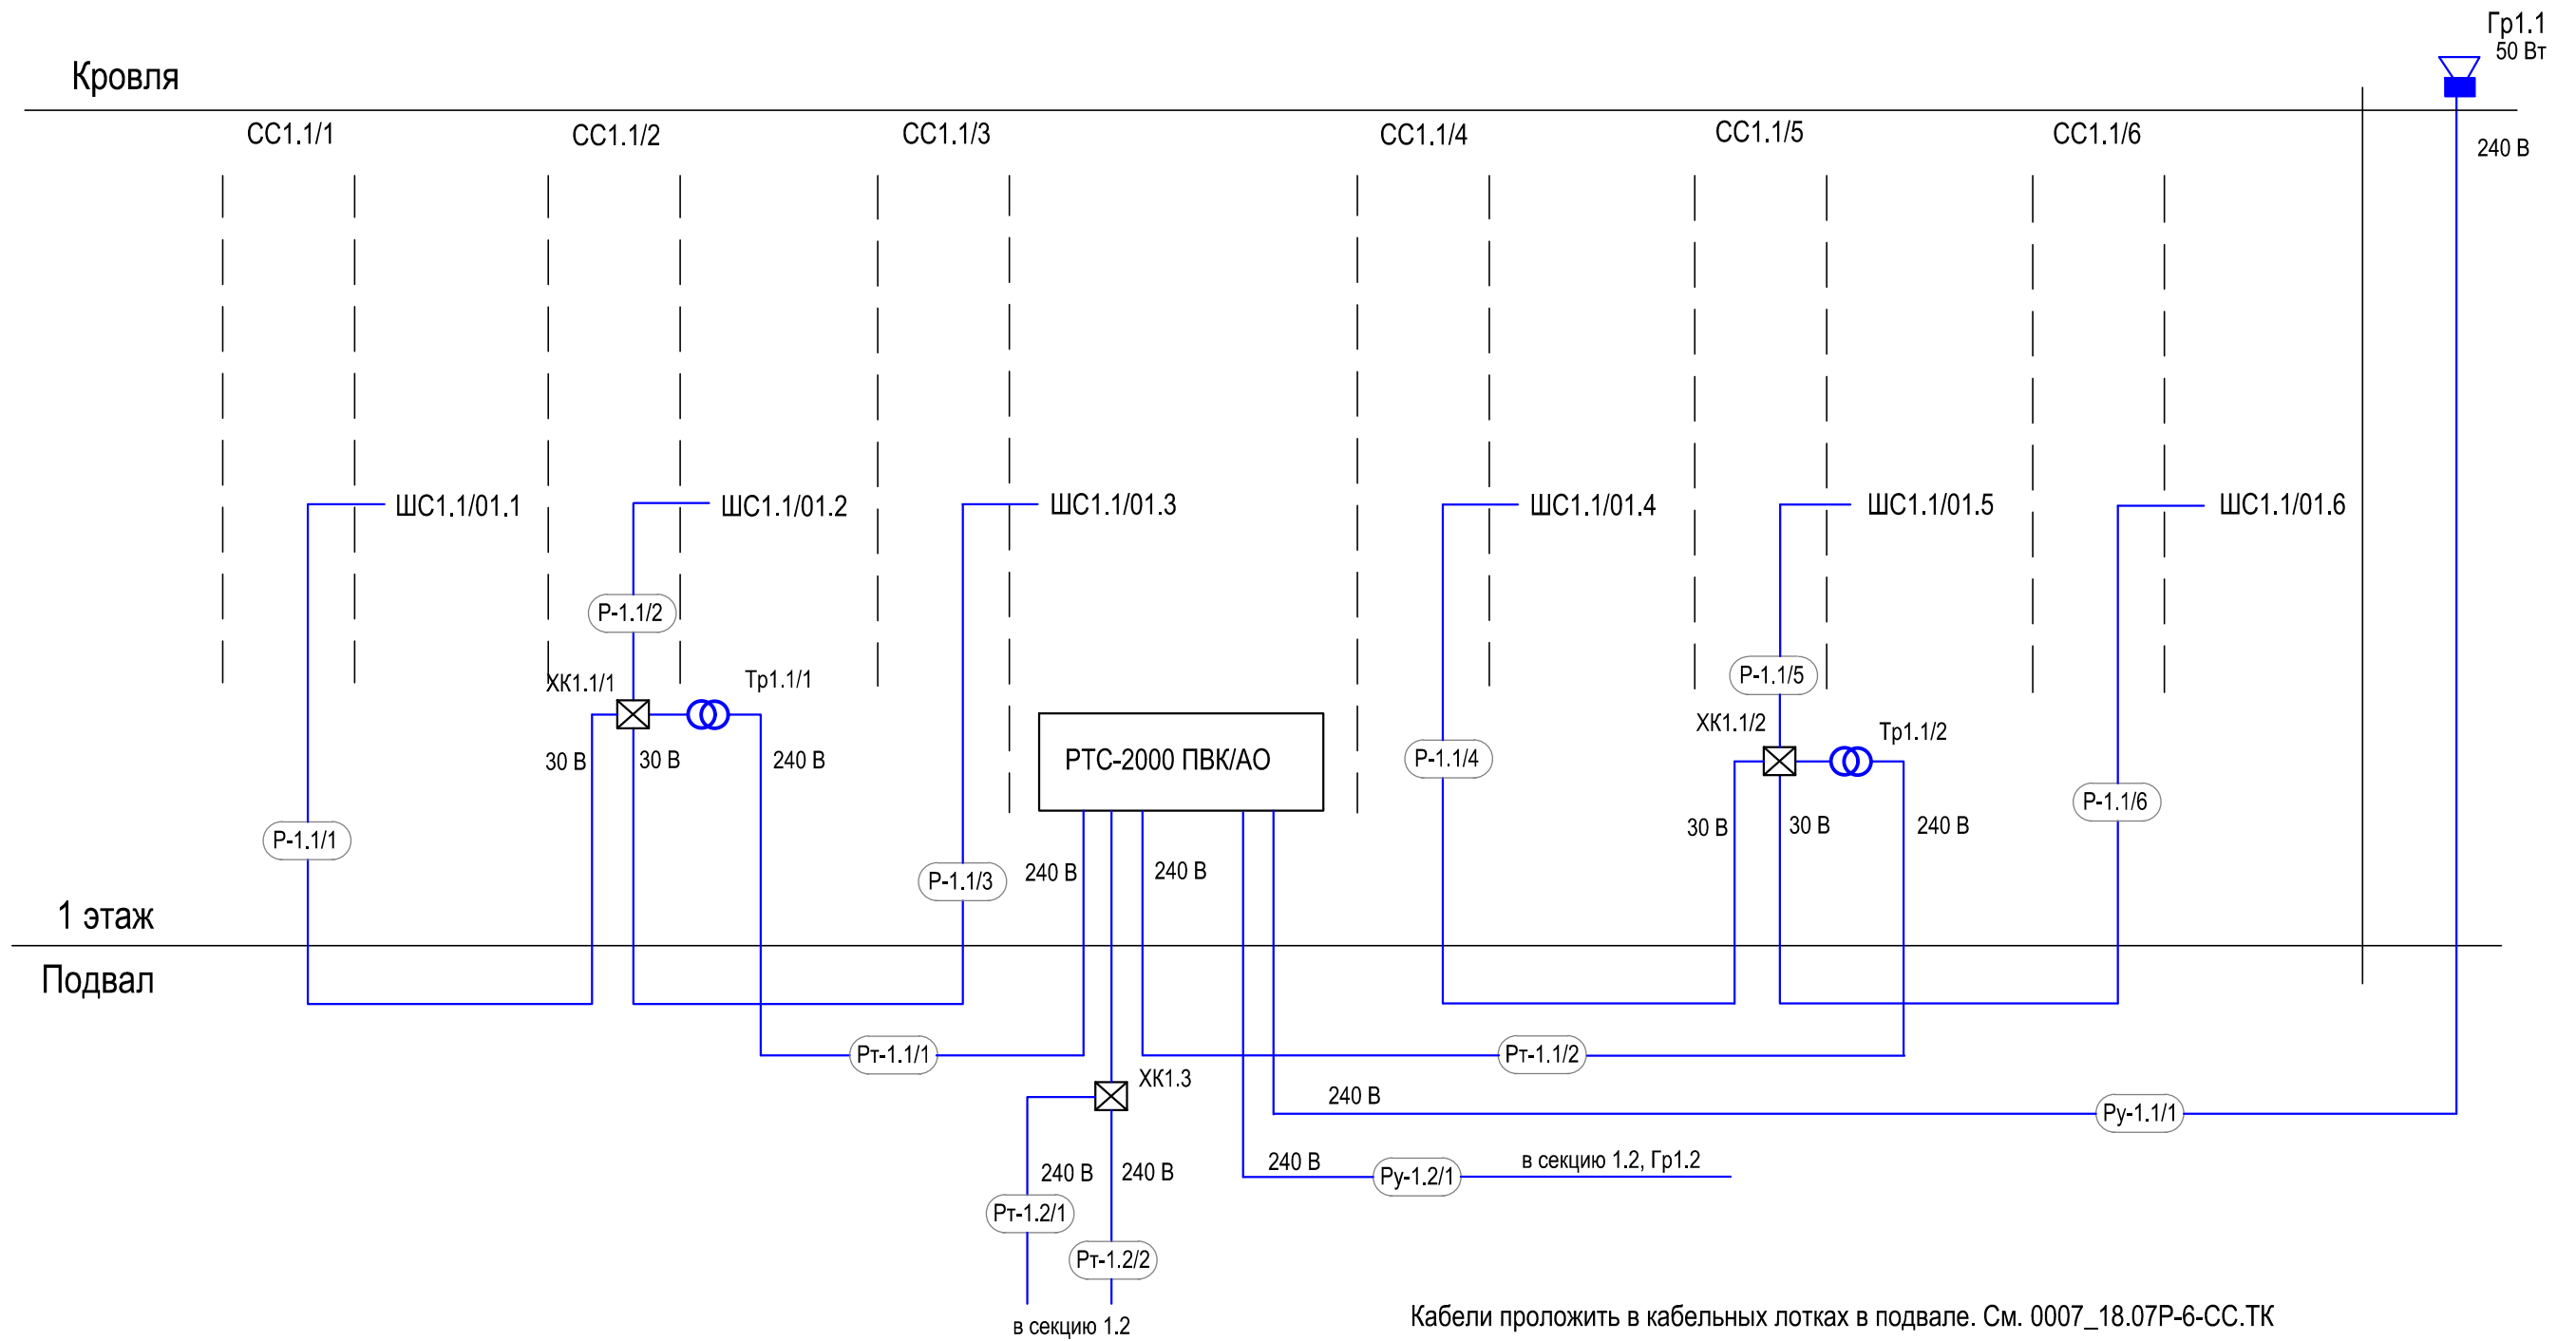 Гр1.1
50 Вт
Кровля
СС1.1/1
СС1.1/2
СС1.1/3
СС1.1/4
СС1.1/5
СС1.1/6
240 В
ШС1.1/01.1
ШС1.1/01.2
ШС1.1/01.3
ШС1.1/01.4
ШС1.1/01.5
ШС1.1/01.6
Р-1.1/2
Р-1.1/5
ХК1.1/1
Тр1.1/1
ХК1.1/2
Тр1.1/2
30 В
30 В
240 В
РТС-2000 ПВК/АО
Р-1.1/4
Р-1.1/6
30 В
30 В
240 В
Р-1.1/1
Р-1.1/3
240 В
240 В
1 этаж
Подвал
Рт-1.1/1
Рт-1.1/2
ХК1.3
240 В
Ру-1.1/1
240 В
240 В
240 В
Ру-1.2/1
в секцию 1.2, Гр1.2
Рт-1.2/1
Рт-1.2/2
в секцию 1.2
Кабели проложить в кабельных лотках в подвале. См. 0007_18.07Р-6-СС.ТК